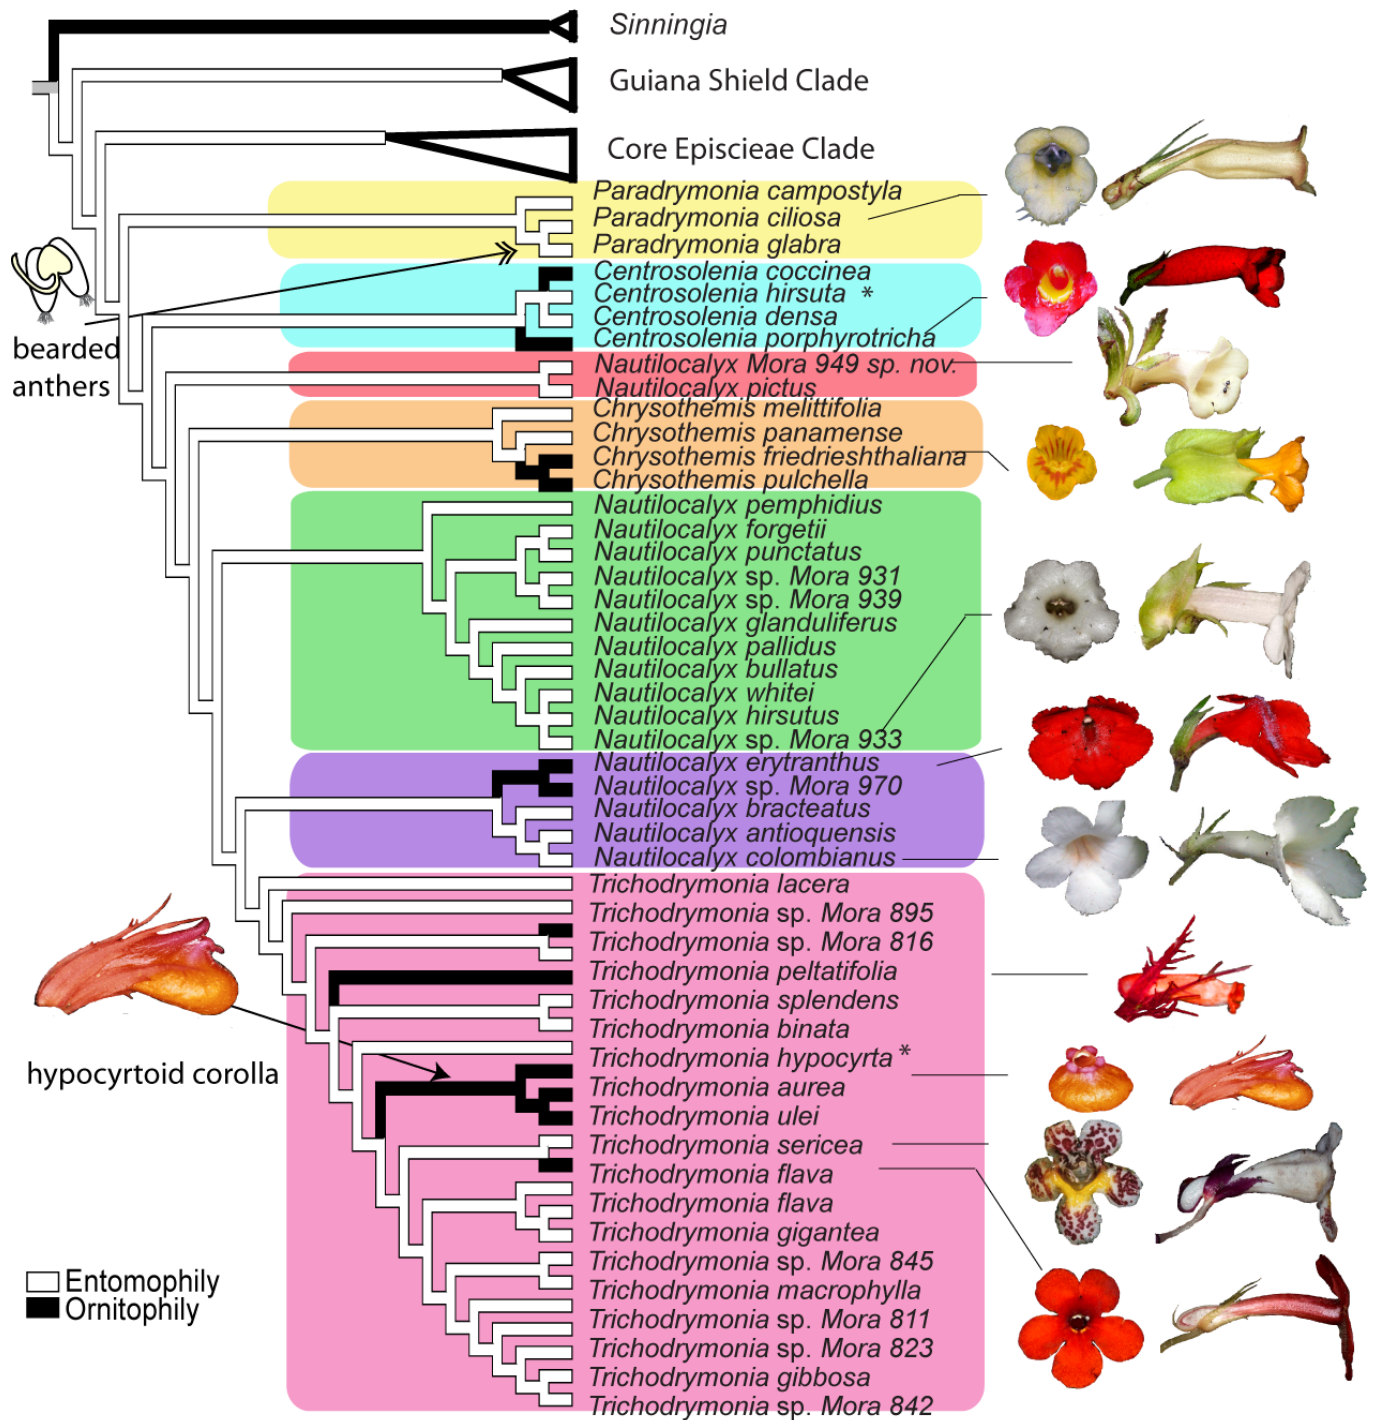 Sinningia
Guiana Shield Clade
Core Episcieae Clade
Paradrymonia campostyla
Paradrymonia ciliosa
Paradrymonia glabra
bearded
anthers
Centrosolenia coccinea
Centrosolenia hirsuta *
Centrosolenia densa
Centrosolenia porphyrotricha
Nautilocalyx Mora 949 sp. nov.
Nautilocalyx pictus
Chrysothemis melittifolia
Chrysothemis panamense
Chrysothemis friedrieshthaliana
Chrysothemis pulchella
Nautilocalyx pemphidius
Nautilocalyx forgetii
Nautilocalyx punctatus
Nautilocalyx sp. Mora 931
Nautilocalyx sp. Mora 939
Nautilocalyx glanduliferus
Nautilocalyx pallidus
Nautilocalyx bullatus
Nautilocalyx whitei
Nautilocalyx hirsutus
Nautilocalyx sp. Mora 933
Nautilocalyx erytranthus
Nautilocalyx sp. Mora 970
Nautilocalyx bracteatus
Nautilocalyx antioquensis
Nautilocalyx colombianus
Trichodrymonia lacera
Trichodrymonia sp. Mora 895
Trichodrymonia sp. Mora 816
Trichodrymonia peltatifolia
Trichodrymonia splendens
Trichodrymonia binata
Trichodrymonia hypocyrta *
hypocyrtoid corolla
Trichodrymonia aurea
Trichodrymonia ulei
Trichodrymonia sericea
Trichodrymonia flava
Trichodrymonia flava
Trichodrymonia gigantea
Trichodrymonia sp. Mora 845
Trichodrymonia macrophylla
Trichodrymonia sp. Mora 811
Trichodrymonia sp. Mora 823
Trichodrymonia gibbosa
Trichodrymonia sp. Mora 842
Entomophily
Ornitophily